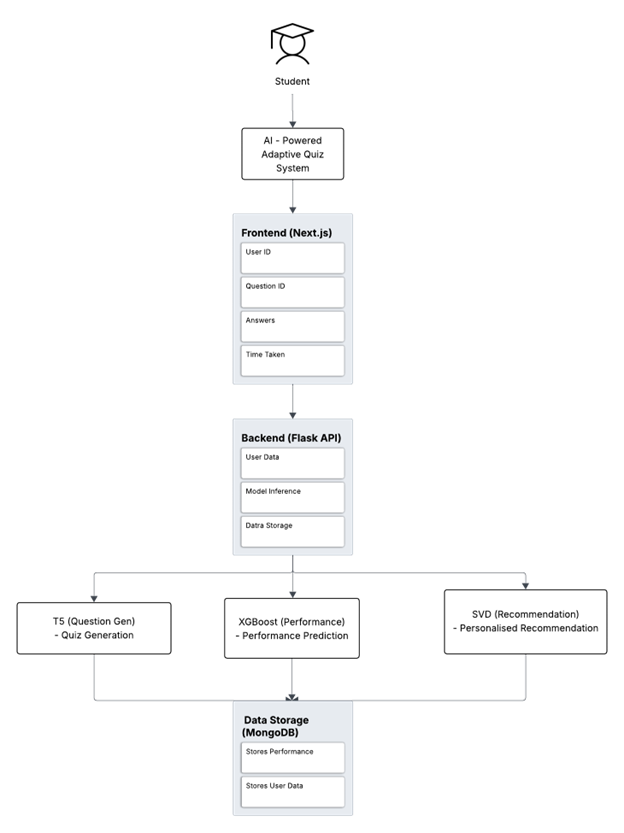 Student
AI - Powered
Adaptive Quiz
System
Frontend (Next.js)
User ID
Question ID
Answers
Time Taken
Backend (Flask API)
User Data
Model Inference
Datra Storage
T5 (Question Gen)
- Quiz Generation
XGBoost (Performance)
- Performance Prediction
SVD (Recommendation)
- Personalised Recommendation
Data Storage
(MongoDB)
Stores Performance
Stores User Data